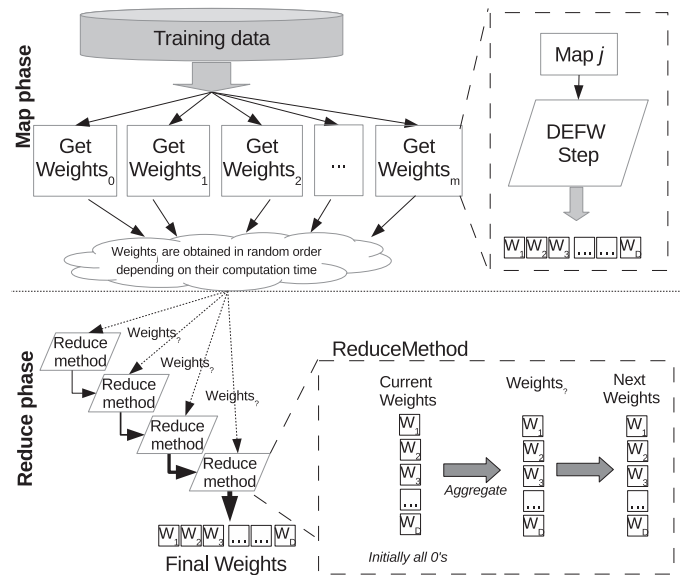 Training data
Map phase
Get Weights0
Get Weights1
Get Weights2
...
Get Weightsm
Map j
DEFW
Step
W1 W2 W3 ... ... WD
Weightsj are obtained in random order
depending on their computation time
Reduce phase
Reduce method
Weights?
Reduce method
Weights?
Reduce method
Weights?
Reduce method
W1 W2 W3 ... ... WD
Final Weights
ReduceMethod
Current
Weights
W1
W2
W3
...
WD
Initially all 0's
Aggregate
Weights?
W1
W2
W3
...
WD
Next
Weights
W1
W2
W3
...
WD